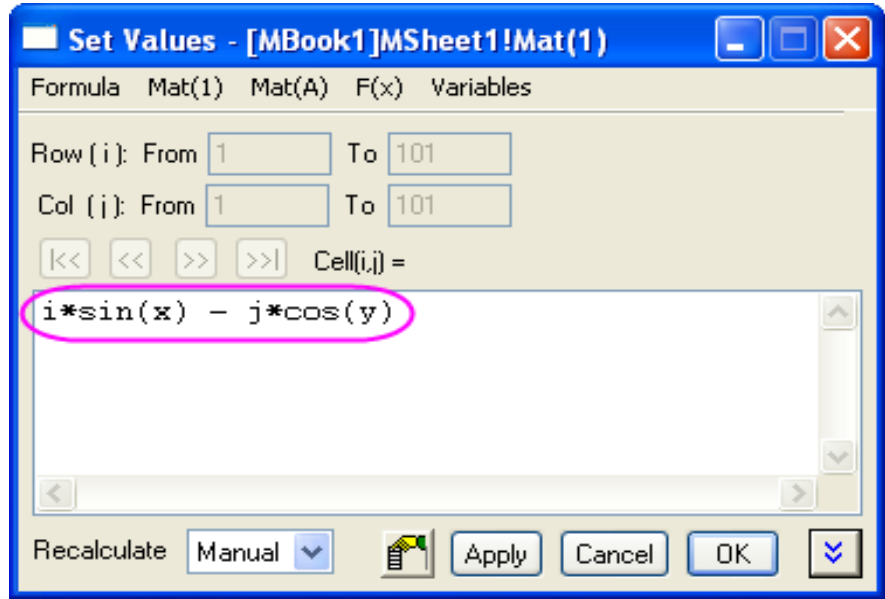 Set Values - [MBook1]MSheet1!Mat(1)
Formula Mat(1) Mat(A) F(x) Variables
Row (i): From 1 To 101
Col (j): From 1 To 101
|<< << >> >>| Cell(i,j) =
i*sin(x) - j*cos(y)
Recalculate Manual Apply Cancel OK